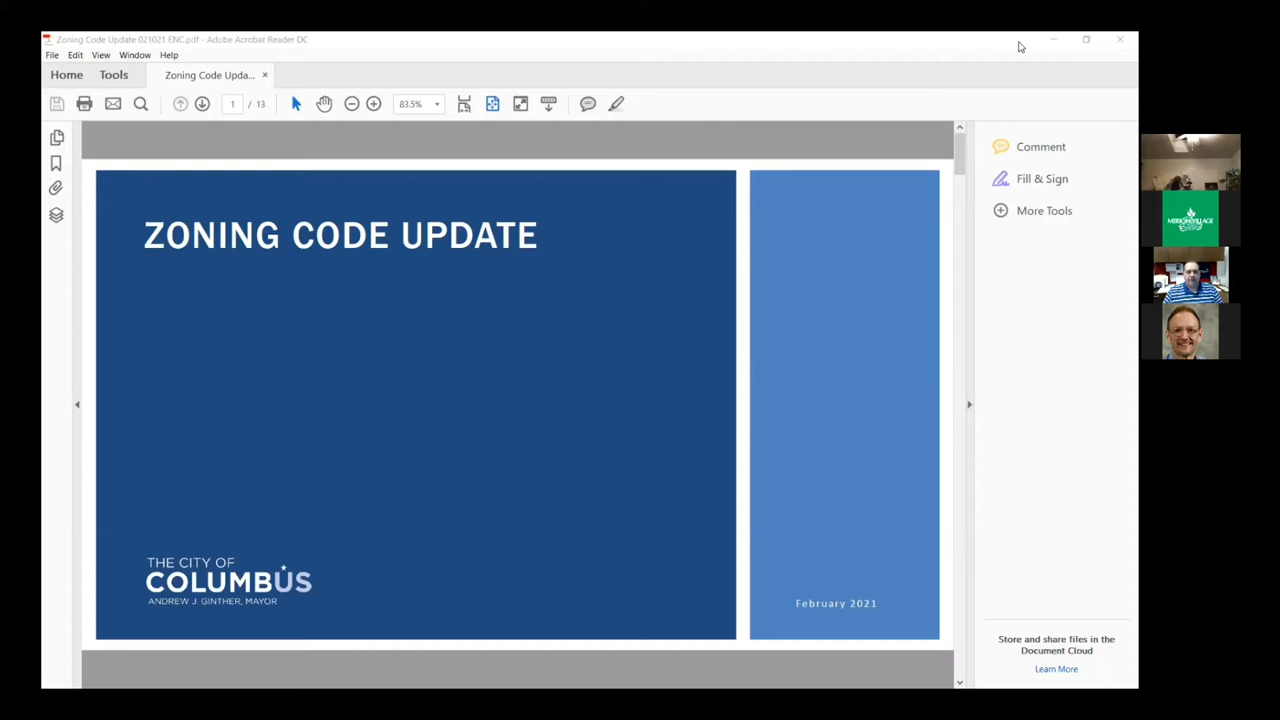 Zoning Code Update 021021 ENC.pdf - Adobe Acrobat Reader DC
File Edit View Window Help
Home Tools Zoning Code Upda... ×
1 / 13 83.5%
Comment
Fill & Sign
More Tools
ZONING CODE UPDATE
THE CITY OF
COLUMBUS
ANDREW J. GINTHER, MAYOR
February 2021
Store and share files in the
Document Cloud
Learn More
MERION VILLAGE